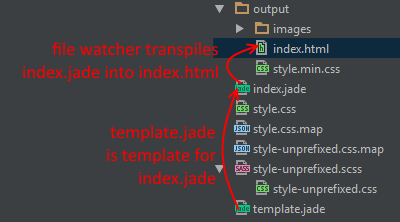 output
images
file watcher transpiles
index.jade into index.html
index.html
style.min.css
index.jade
style.css
template.jade
is template for
index.jade
style.css.map
style-unprefixed.css.map
style-unprefixed.scss
style-unprefixed.css
template.jade